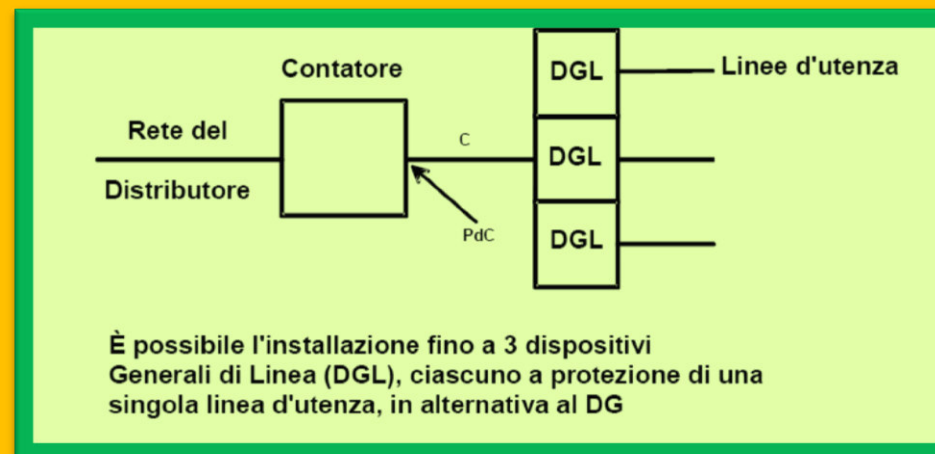 Contatore
DGL
Linee d'utenza
Rete del
C
DGL
Distributore
PdC
DGL
È possibile l'installazione fino a 3 dispositivi
Generali di Linea (DGL), ciascuno a protezione di una
singola linea d'utenza, in alternativa al DG